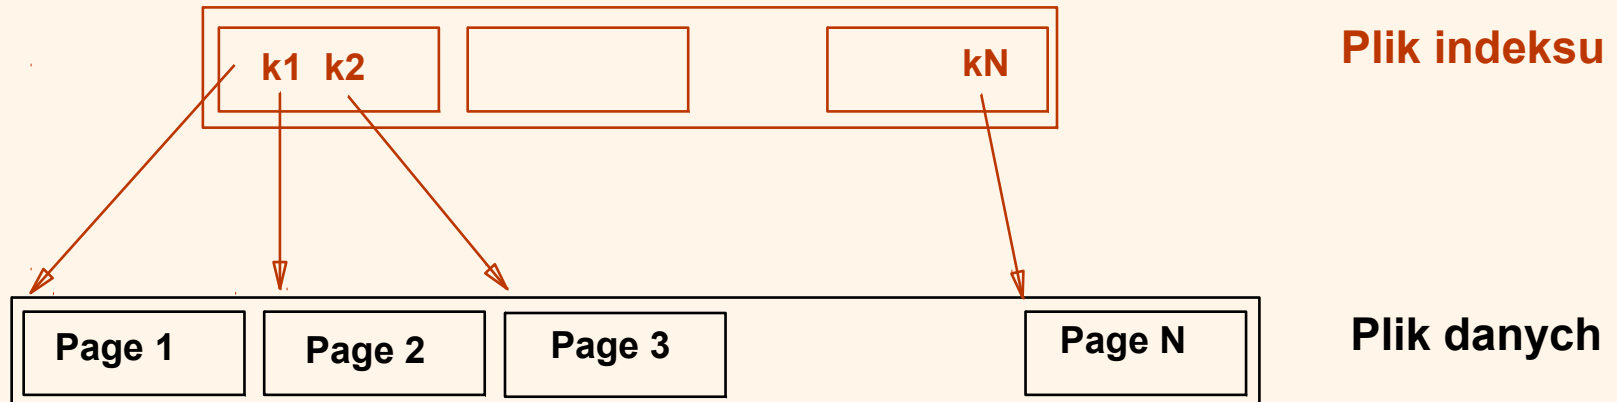 k1 k2
kN
Plik indeksu
Page 1
Page 2
Page 3
Page N
Plik danych